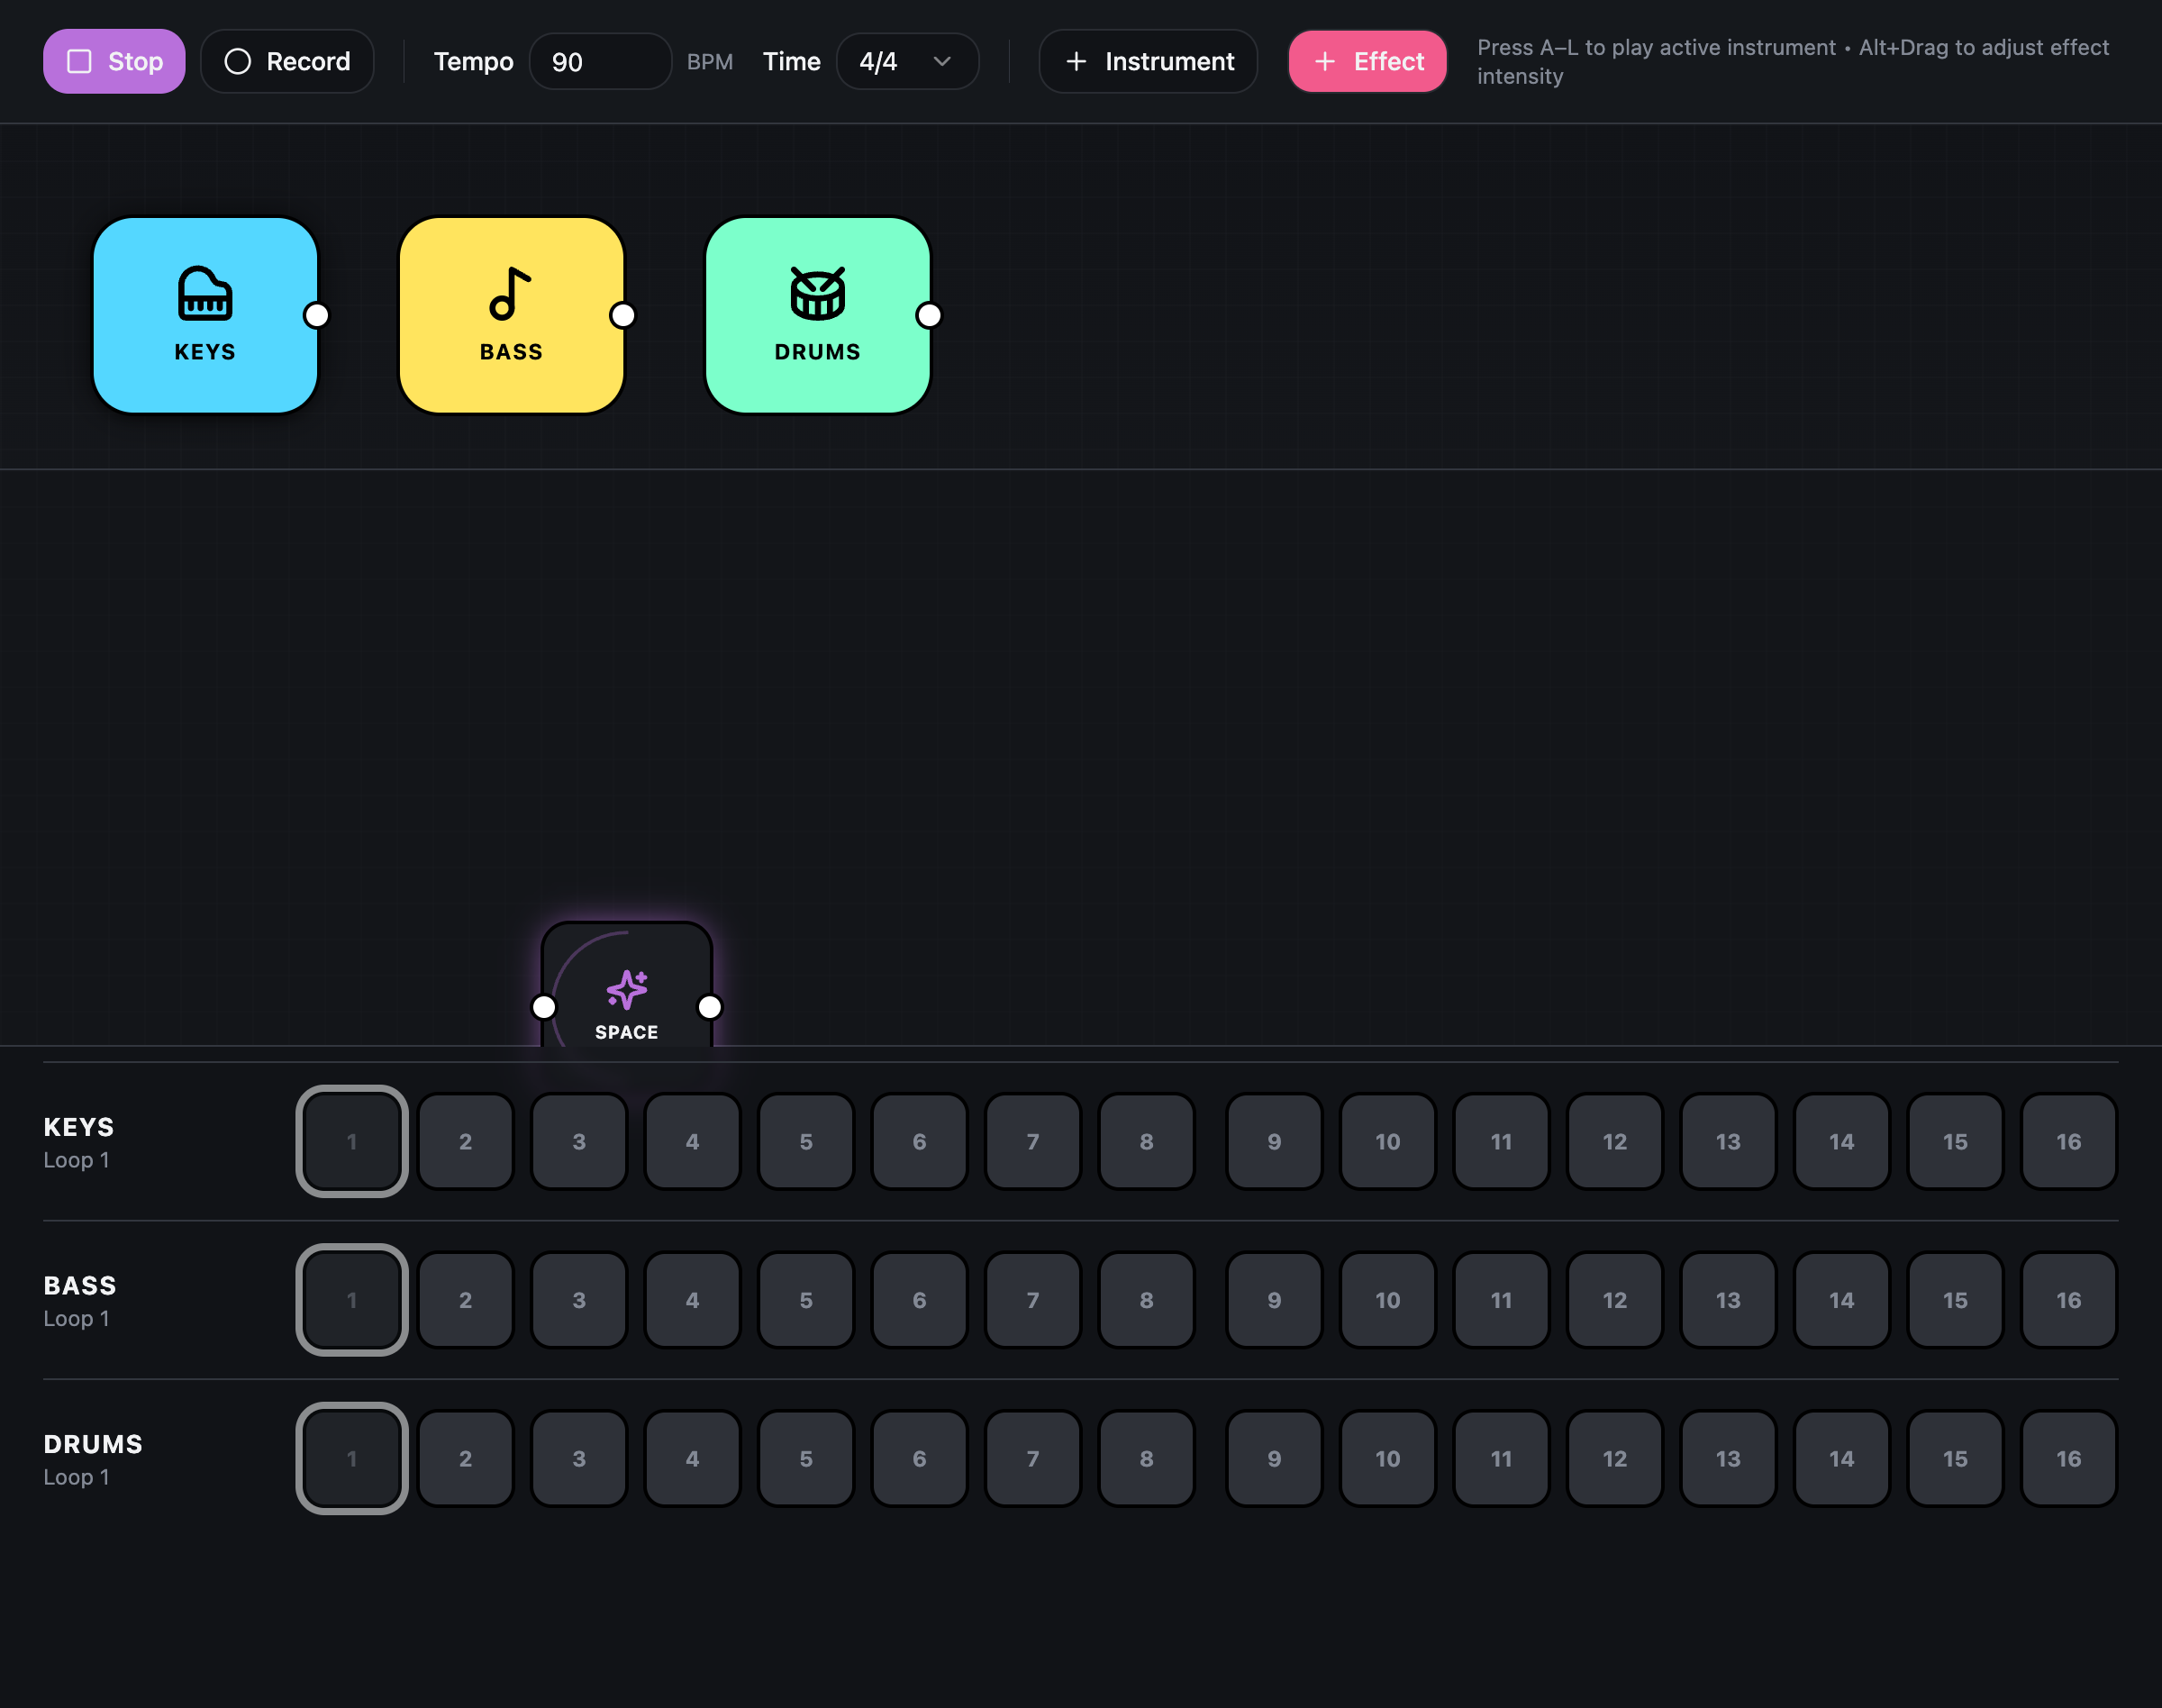 Stop Record Tempo 90 BPM Time 4/4 + Instrument + Effect Press A–L to play active instrument • Alt+Drag to adjust effect
intensity
KEYS BASS DRUMS
SPACE
KEYS
Loop 1
1 2 3 4 5 6 7 8 9 10 11 12 13 14 15 16
BASS
Loop 1
1 2 3 4 5 6 7 8 9 10 11 12 13 14 15 16
DRUMS
Loop 1
1 2 3 4 5 6 7 8 9 10 11 12 13 14 15 16